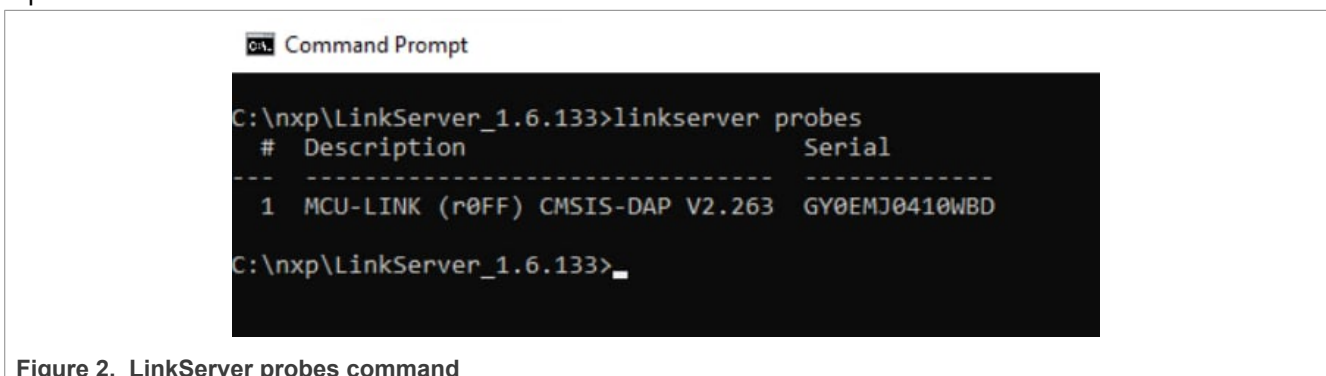 Command Prompt
C:\nxp\LinkServer_1.6.133>linkserver probes
# Description Serial
--- --------------------------------- -------------
1 MCU-LINK (r0FF) CMSIS-DAP V2.263 GY0EMJ0410WBD
C:\nxp\LinkServer_1.6.133>
Figure 2. LinkServer probes command